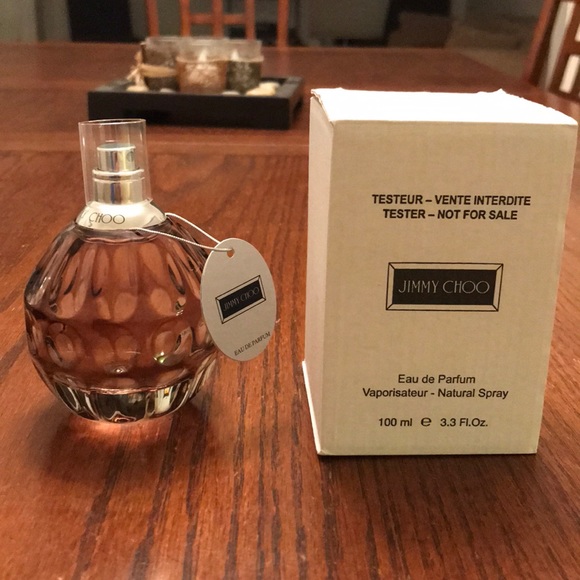 CHOO
JIMMY CHOO
EAU DE PARFUM
TESTEUR – VENTE INTERDITE
TESTER – NOT FOR SALE
JIMMY CHOO
Eau de Parfum
Vaporisateur - Natural Spray
100 ml e 3.3 Fl.Oz.